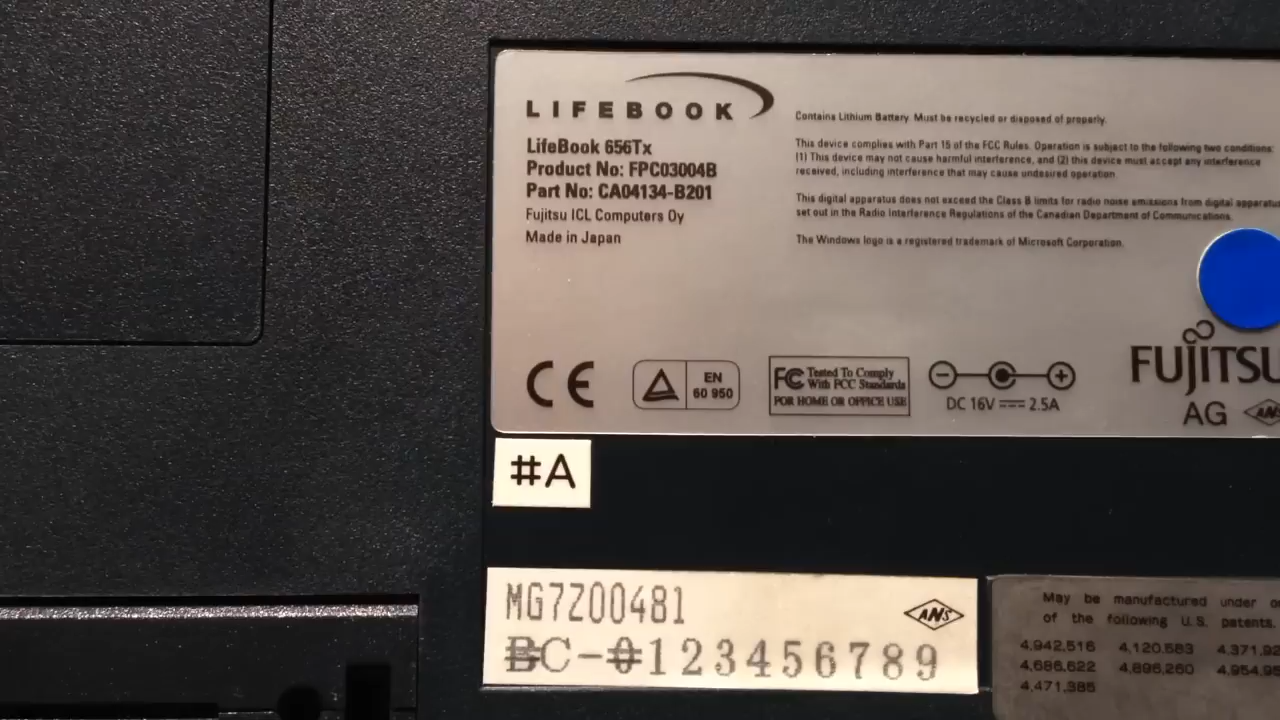 LIFEBOOK
LifeBook 656Tx
Product No: FPC03004B
Part No: CA04134-B201
Fujitsu ICL Computers Oy
Made in Japan
Contains Lithium Battery. Must be recycled or disposed of properly.
This device complies with Part 15 of the FCC Rules. Operation is subject to the following two conditions:
(1) This device may not cause harmful interference, and (2) this device must accept any interference
received, including interference that may cause undesired operation.
This digital apparatus does not exceed the Class B limits for radio noise emissions from digital apparatus
set out in the Radio Interference Regulations of the Canadian Department of Communications.
The Windows logo is a registered trademark of Microsoft Corporation.
CE
EN
60 950
FC Tested To Comply
With FCC Standards
FOR HOME OR OFFICE USE
DC 16V 2.5A
FUJITSU
AG
#A
MG7Z00481
ANS
BC-0123456789
May be manufactured under
of the following U.S. patents.
4,942,516 4,120,583 4,371,92
4,686,622 4,896,260 4,954,95
4,471,385